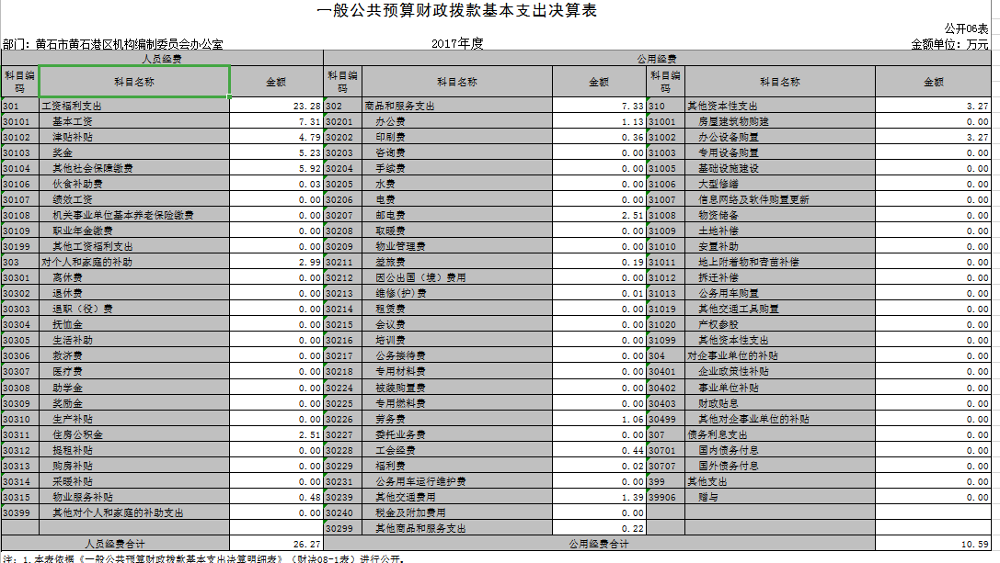 一般公共预算财政拨款基本支出决算表
公开06表
部门：黄石市黄石港区机构编制委员会办公室 2017年度 金额单位：万元
人员经费 公用经费
科目编码 科目名称 金额 科目编码 科目名称 金额 科目编码 科目名称 金额
301 工资福利支出 23.28 302 商品和服务支出 7.33 310 其他资本性支出 3.27
30101 基本工资 7.31 30201 办公费 1.13 31001 房屋建筑物购建 0.00
30102 津贴补贴 4.79 30202 印刷费 0.36 31002 办公设备购置 3.27
30103 奖金 5.23 30203 咨询费 0.00 31003 专用设备购置 0.00
30104 其他社会保障缴费 5.92 30204 手续费 0.00 31005 基础设施建设 0.00
30106 伙食补助费 0.03 30205 水费 0.00 31006 大型修缮 0.00
30107 绩效工资 0.00 30206 电费 0.00 31007 信息网络及软件购置更新 0.00
30108 机关事业单位基本养老保险缴费 0.00 30207 邮电费 2.51 31008 物资储备 0.00
30109 职业年金缴费 0.00 30208 取暖费 0.00 31009 土地补偿 0.00
30199 其他工资福利支出 0.00 30209 物业管理费 0.00 31010 安置补助 0.00
303 对个人和家庭的补助 2.99 30211 差旅费 0.19 31011 地上附着物和青苗补偿 0.00
30301 离休费 0.00 30212 因公出国（境）费用 0.00 31012 拆迁补偿 0.00
30302 退休费 0.00 30213 维修(护)费 0.01 31013 公务用车购置 0.00
30303 退职（役）费 0.00 30214 租赁费 0.00 31019 其他交通工具购置 0.00
30304 抚恤金 0.00 30215 会议费 0.00 31020 产权参股 0.00
30305 生活补助 0.00 30216 培训费 0.00 31099 其他资本性支出 0.00
30306 救济费 0.00 30217 公务接待费 0.00 304 对企事业单位的补贴 0.00
30307 医疗费 0.00 30218 专用材料费 0.00 30401 企业政策性补贴 0.00
30308 助学金 0.00 30224 被装购置费 0.00 30402 事业单位补贴 0.00
30309 奖励金 0.00 30225 专用燃料费 0.00 30403 财政贴息 0.00
30310 生产补贴 0.00 30226 劳务费 1.06 30499 其他对企事业单位的补贴 0.00
30311 住房公积金 2.51 30227 委托业务费 0.00 307 债务利息支出 0.00
30312 提租补贴 0.00 30228 工会经费 0.44 30701 国内债务付息 0.00
30313 购房补贴 0.00 30229 福利费 0.02 30707 国外债务付息 0.00
30314 采暖补贴 0.00 30231 公务用车运行维护费 0.00 399 其他支出 0.00
30315 物业服务补贴 0.48 30239 其他交通费用 1.39 39906 赠与 0.00
30399 其他对个人和家庭的补助支出 0.00 30240 税金及附加费用 0.00
30299 其他商品和服务支出 0.22
人员经费合计 26.27 公用经费合计 10.59
注：1.本表依据《一般公共预算财政拨款基本支出决算明细表》（财决08-1表）进行公开。